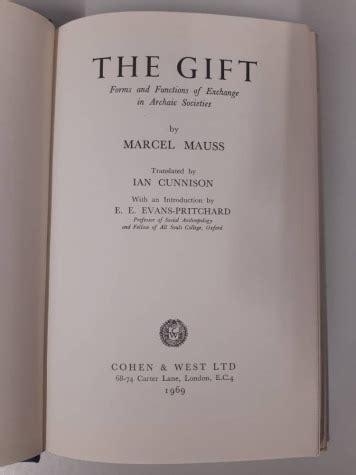 THE GIFT
Forms and Functions of Exchange
in Archaic Societies
by
MARCEL MAUSS
Translated by
IAN CUNNISON
With an Introduction by
E. E. EVANS-PRITCHARD
Professor of Social Anthropology
and Fellow of All Souls College, Oxford
COHEN & WEST LTD
68-74 Carter Lane, London, E.C.4
1969